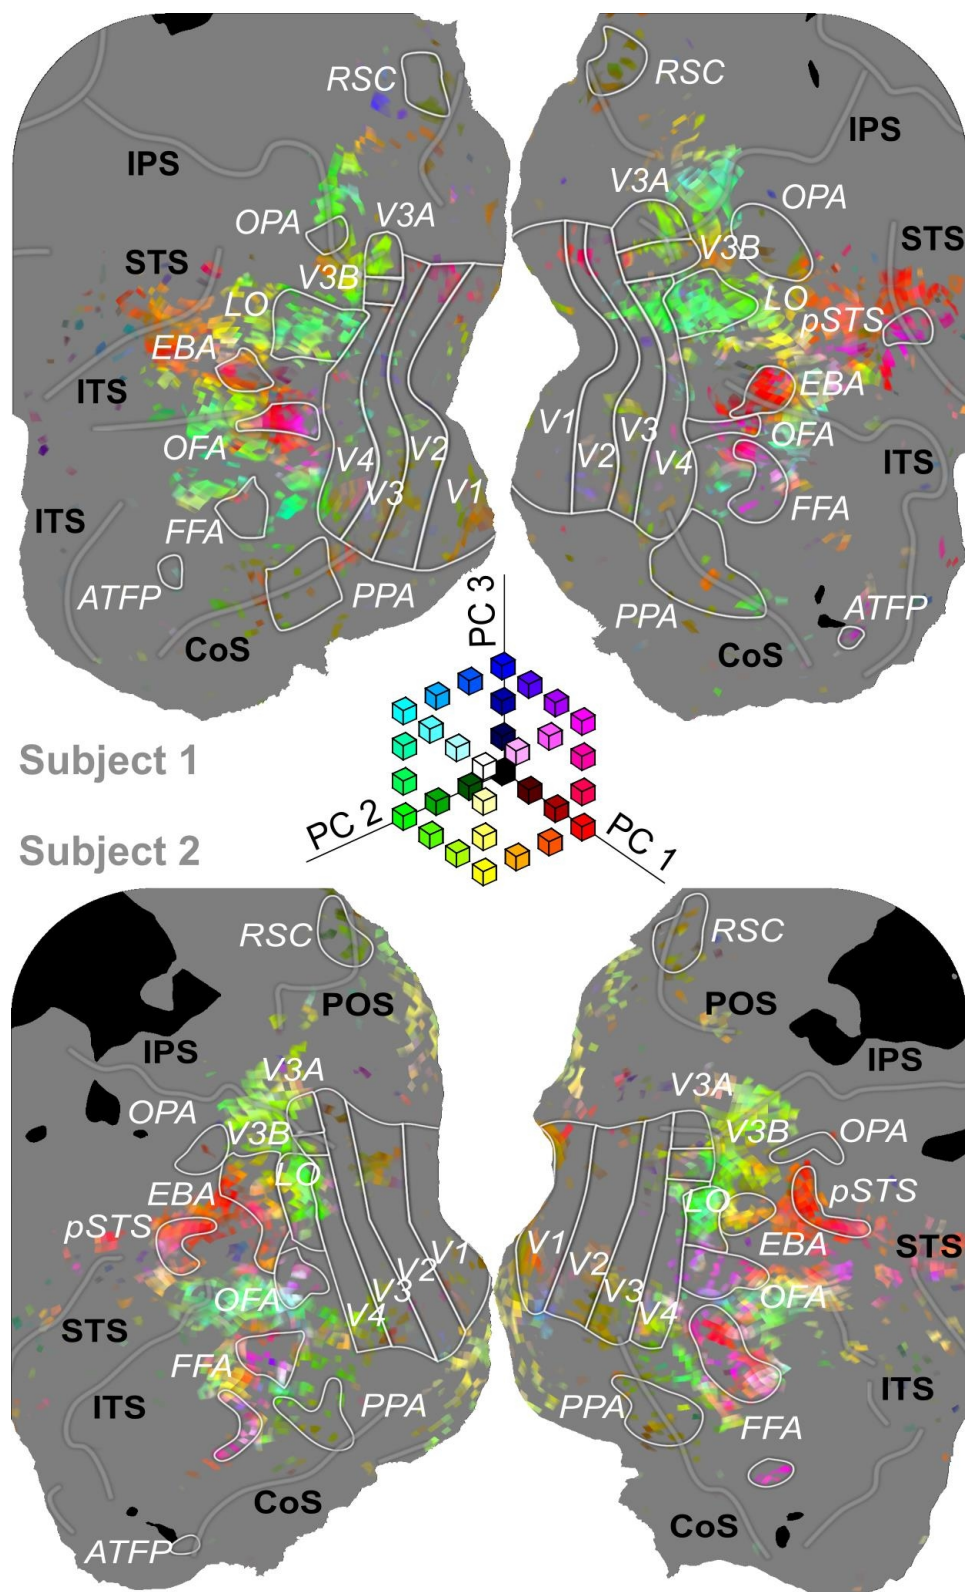 RSC
RSC
IPS
IPS
V3A
OPA
OPA
V3A
STS
STS
V3B
V3B
LO
LO
pSTS
EBA
EBA
ITS
V1
OFA
OFA
V3
V2
V2
V4
V4
ITS
V3
V1
ITS
FFA
FFA
ATFP
PPA
PPA
ATFP
CoS
CoS
PC 3
Subject 1
PC 2
PC 1
Subject 2
RSC
RSC
POS
POS
IPS
IPS
V3A
V3A
OPA
OPA
V3B
V3B
LO
LO
EBA
pSTS
pSTS
EBA
STS
V1
V1
V2
V2
OFA
OFA
V3
V3
V4
V4
STS
FFA
ITS
ITS
PPA
PPA
FFA
CoS
CoS
ATFP